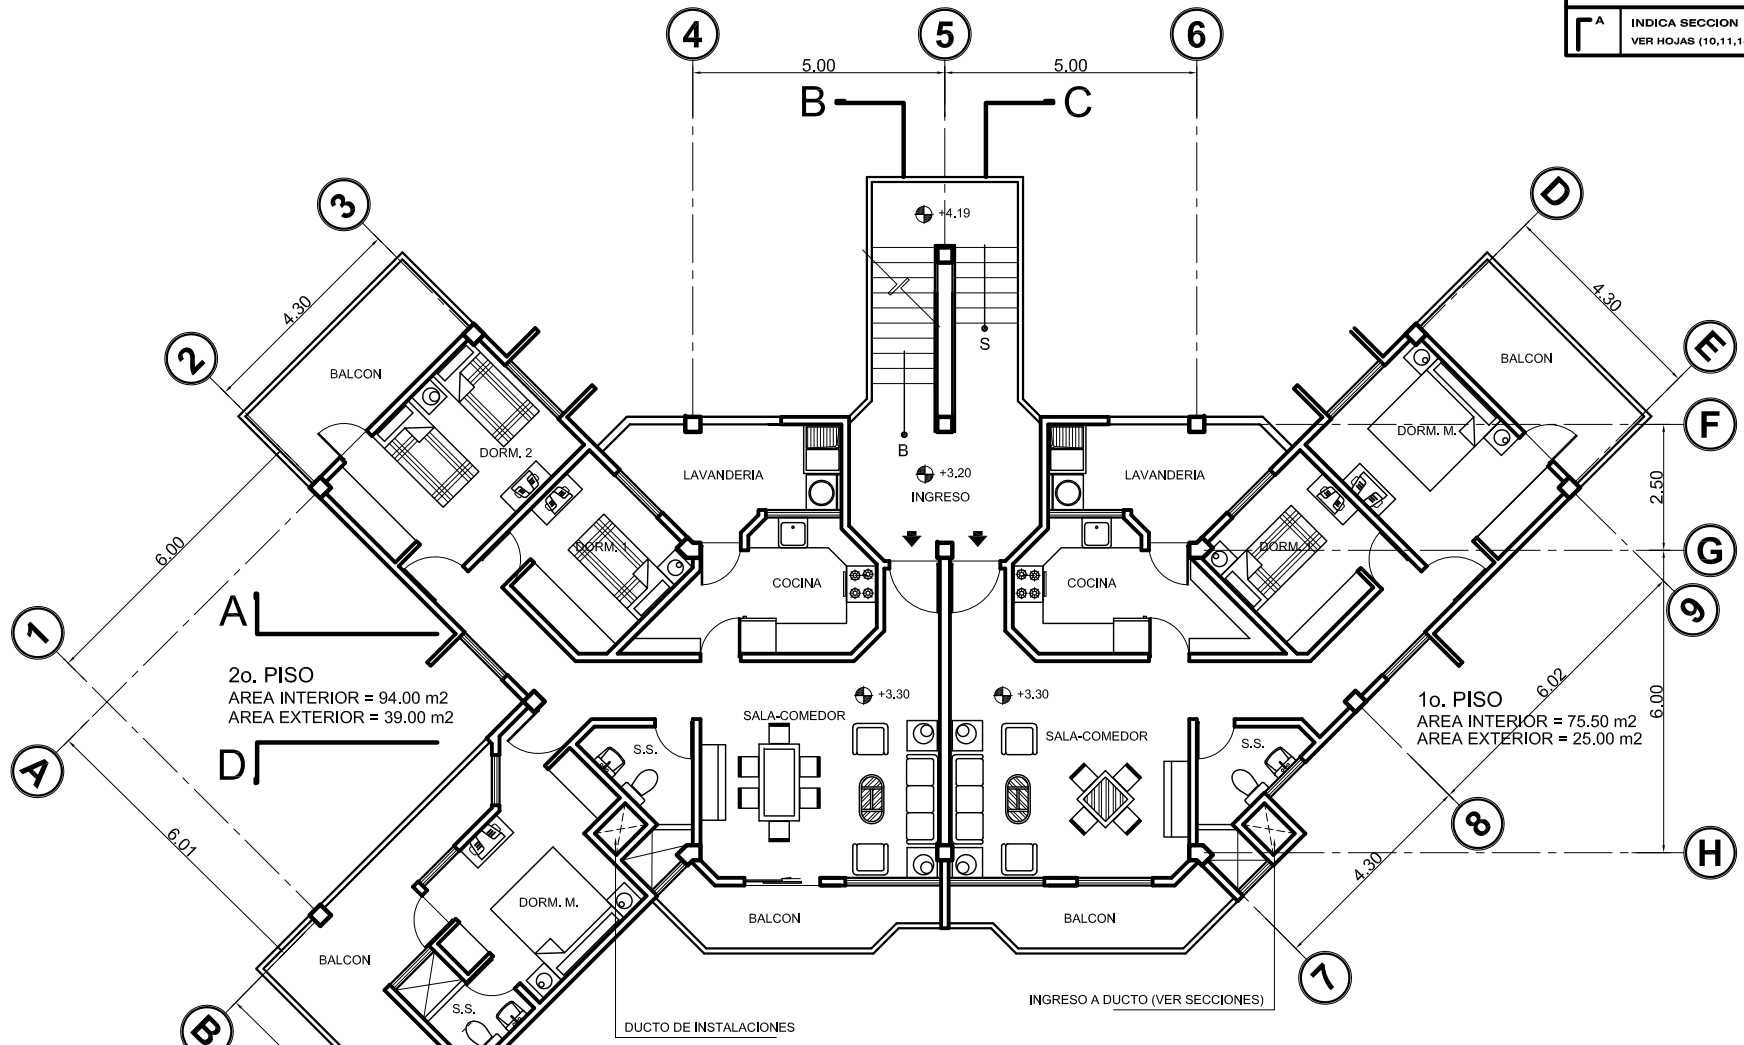 A
INDICA SECCION
VER HOJAS (10,11,1
4
5
6
5.00
5.00
B
C
D
3
+4.19
4.30
4.30
E
2
S
BALCON
BALCON
F
DORM. M.
DORM. 2
B
LAVANDERIA
+3.20
INGRESO
LAVANDERIA
2.50
6.00
DORM. 1
DORM. 1
G
COCINA
COCINA
A
9
1
2o. PISO
AREA INTERIOR = 94.00 m2
AREA EXTERIOR = 39.00 m2
6.02
6.00
+3.30
+3.30
1o. PISO
AREA INTERIOR = 75.50 m2
AREA EXTERIOR = 25.00 m2
SALA-COMEDOR
SALA-COMEDOR
S.S.
S.S.
D
A
8
6.01
H
4.30
DORM. M.
BALCON
BALCON
BALCON
7
INGRESO A DUCTO (VER SECCIONES)
S.S.
B
DUCTO DE INSTALACIONES